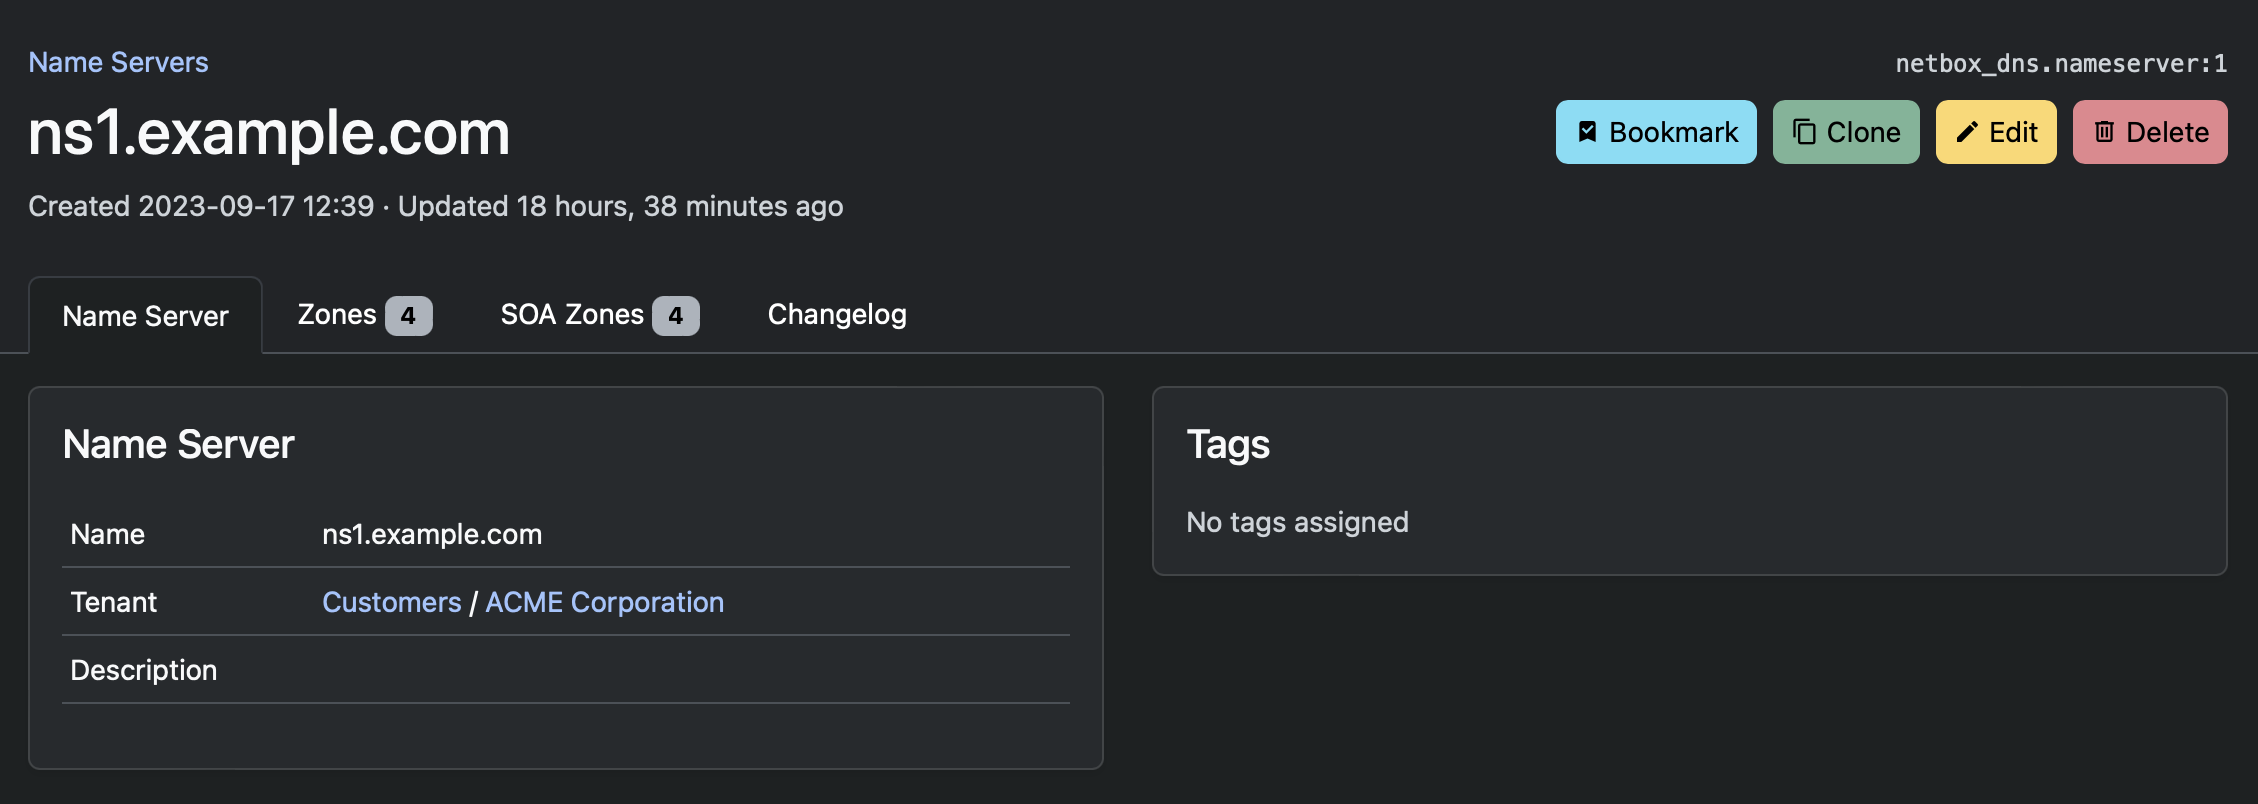 Name Servers
netbox_dns.nameserver:1
ns1.example.com
Bookmark Clone Edit Delete
Created 2023-09-17 12:39 · Updated 18 hours, 38 minutes ago
Name Server Zones 4 SOA Zones 4 Changelog
Name Server
Name ns1.example.com
Tenant Customers / ACME Corporation
Description
Tags
No tags assigned